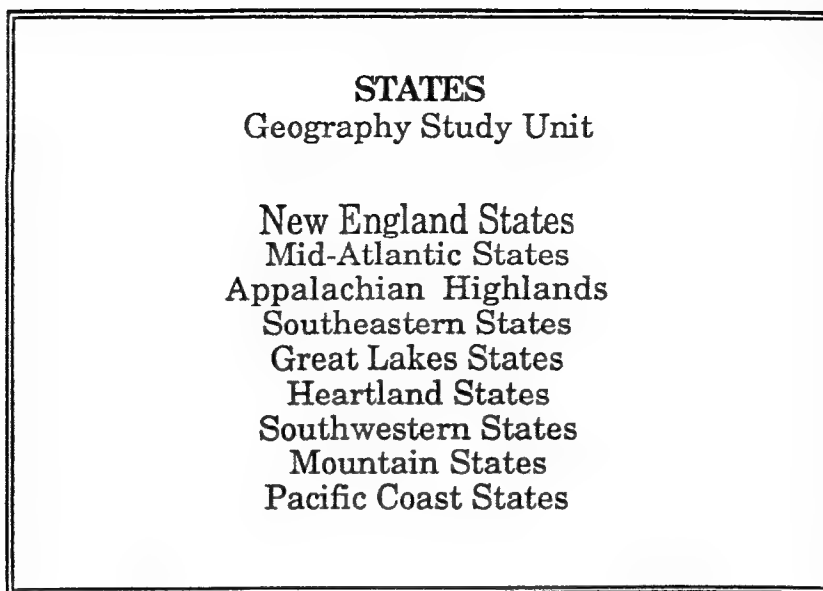 STATES
Geography Study Unit
New England States
Mid-Atlantic States
Appalachian Highlands
Southeastern States
Great Lakes States
Heartland States
Southwestern States
Mountain States
Pacific Coast States